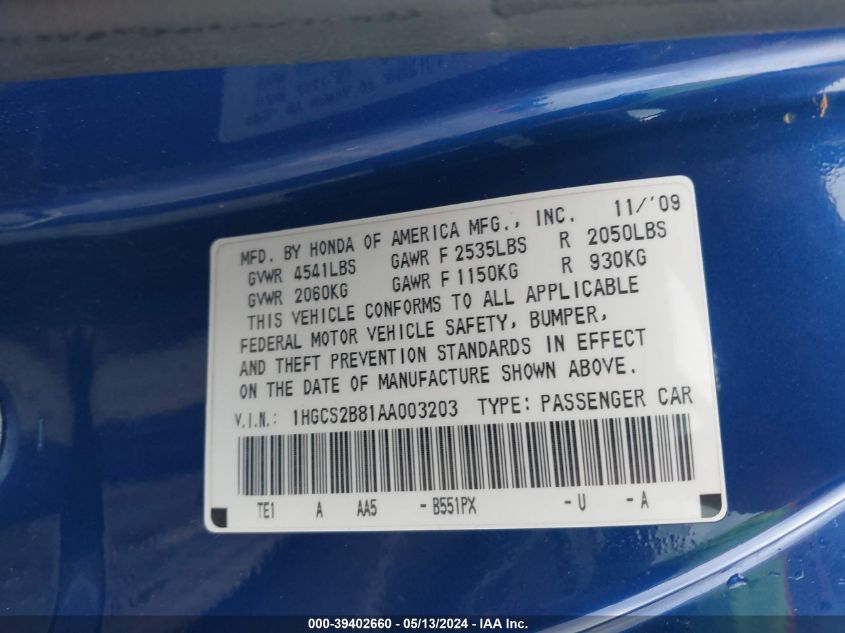 MFD. BY HONDA OF AMERICA MFG., INC. 11/'09
GVWR 4541LBS GAWR F 2535LBS R 2050LBS
GVWR 2060KG GAWR F 1150KG R 930KG
THIS VEHICLE CONFORMS TO ALL APPLICABLE
FEDERAL MOTOR VEHICLE SAFETY, BUMPER,
AND THEFT PREVENTION STANDARDS IN EFFECT
ON THE DATE OF MANUFACTURE SHOWN ABOVE.
V.I.N.: 1HGCS2B81AA003203 TYPE: PASSENGER CAR
TE1 A AA5 - B551PX - U - A
000-39402660 - 05/13/2024 - IAA Inc.